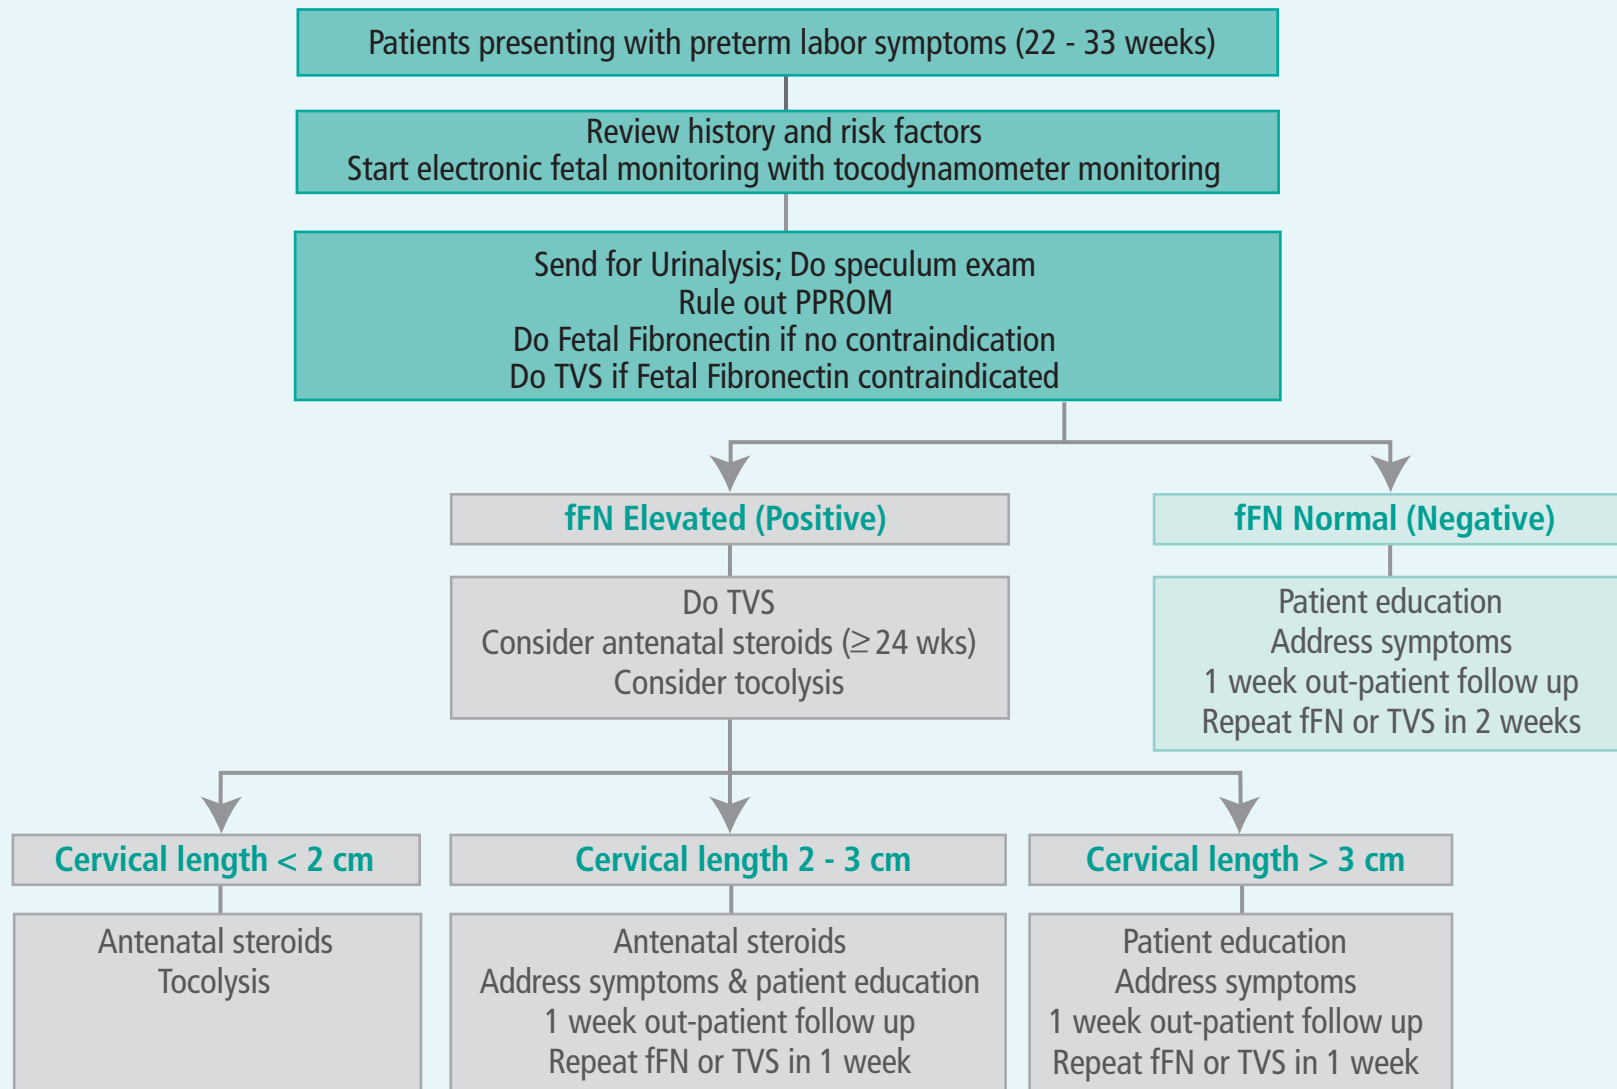 Patients presenting with preterm labor symptoms (22 - 33 weeks)
Review history and risk factors
Start electronic fetal monitoring with tocodynamometer monitoring
Send for Urinalysis; Do speculum exam
Rule out PPROM
Do Fetal Fibronectin if no contraindication
Do TVS if Fetal Fibronectin contraindicated
fFN Elevated (Positive)
Do TVS
Consider antenatal steroids (≥ 24 wks)
Consider tocolysis
fFN Normal (Negative)
Patient education
Address symptoms
1 week out-patient follow up
Repeat fFN or TVS in 2 weeks
Cervical length < 2 cm
Antenatal steroids
Tocolysis
Cervical length 2 - 3 cm
Antenatal steroids
Address symptoms & patient education
1 week out-patient follow up
Repeat fFN or TVS in 1 week
Cervical length > 3 cm
Patient education
Address symptoms
1 week out-patient follow up
Repeat fFN or TVS in 1 week